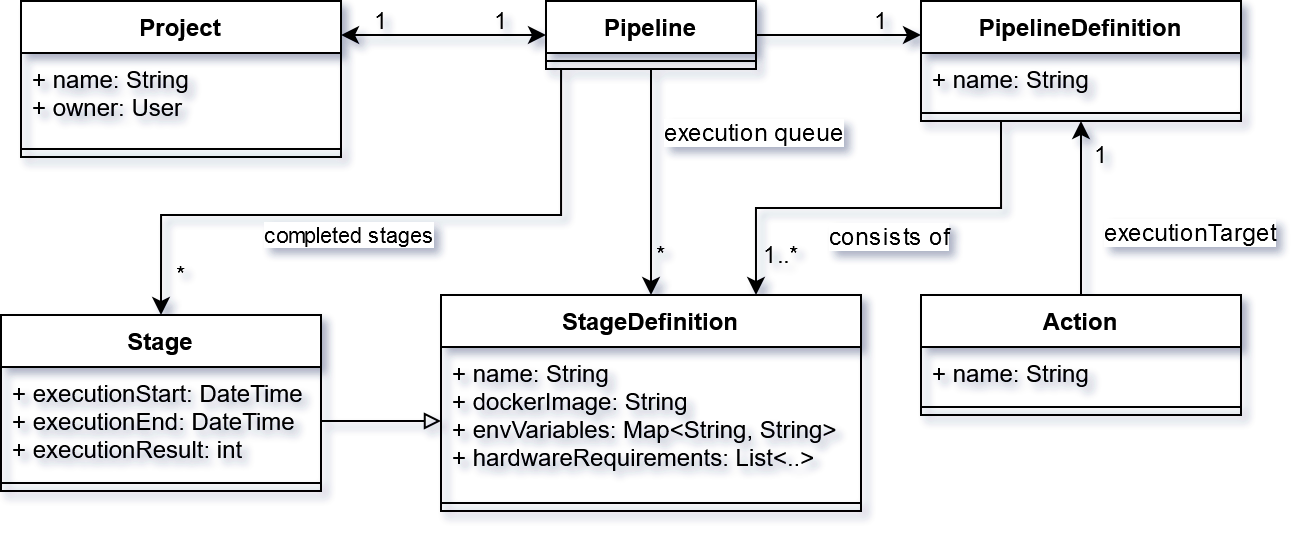 Project
+ name: String
+ owner: User
1
1
Pipeline
1
PipelineDefinition
+ name: String
execution queue
1
completed stages
consists of
executionTarget
*
*
1..*
Stage
+ executionStart: DateTime
+ executionEnd: DateTime
+ executionResult: int
StageDefinition
+ name: String
+ dockerImage: String
+ envVariables: Map<String, String>
+ hardwareRequirements: List<..>
Action
+ name: String